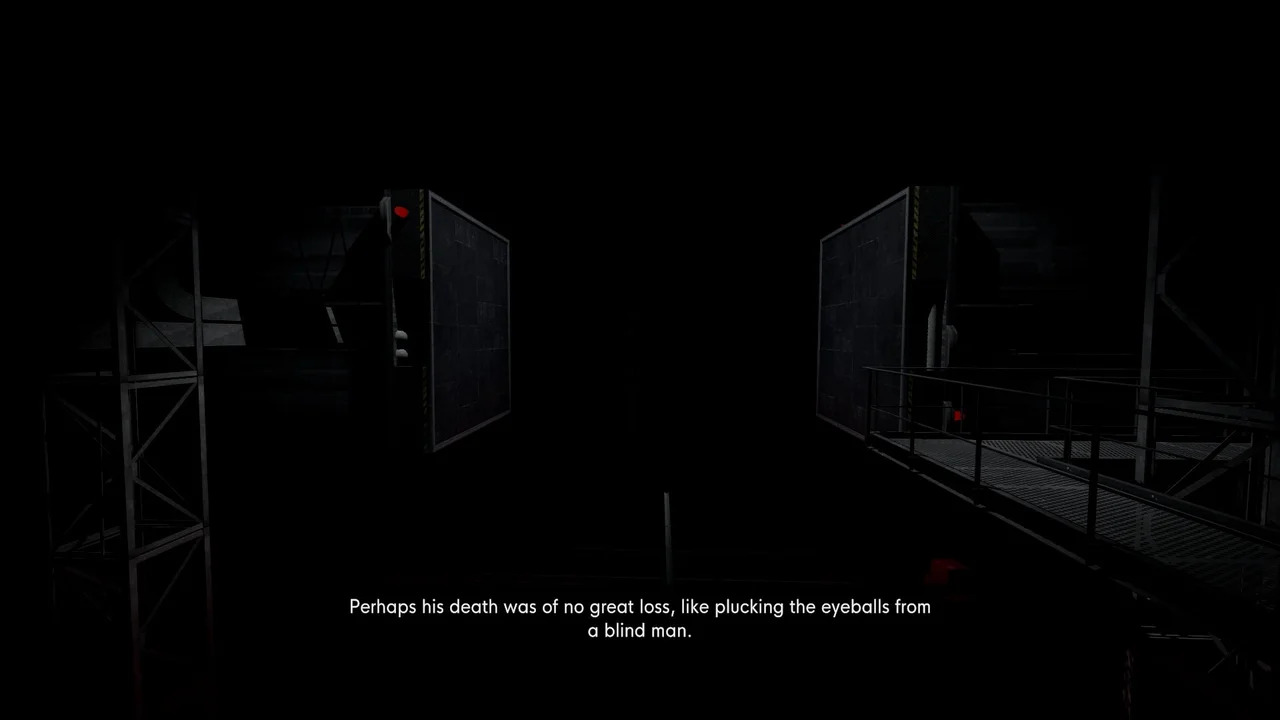 Perhaps his death was of no great loss, like plucking the eyeballs from
a blind man.